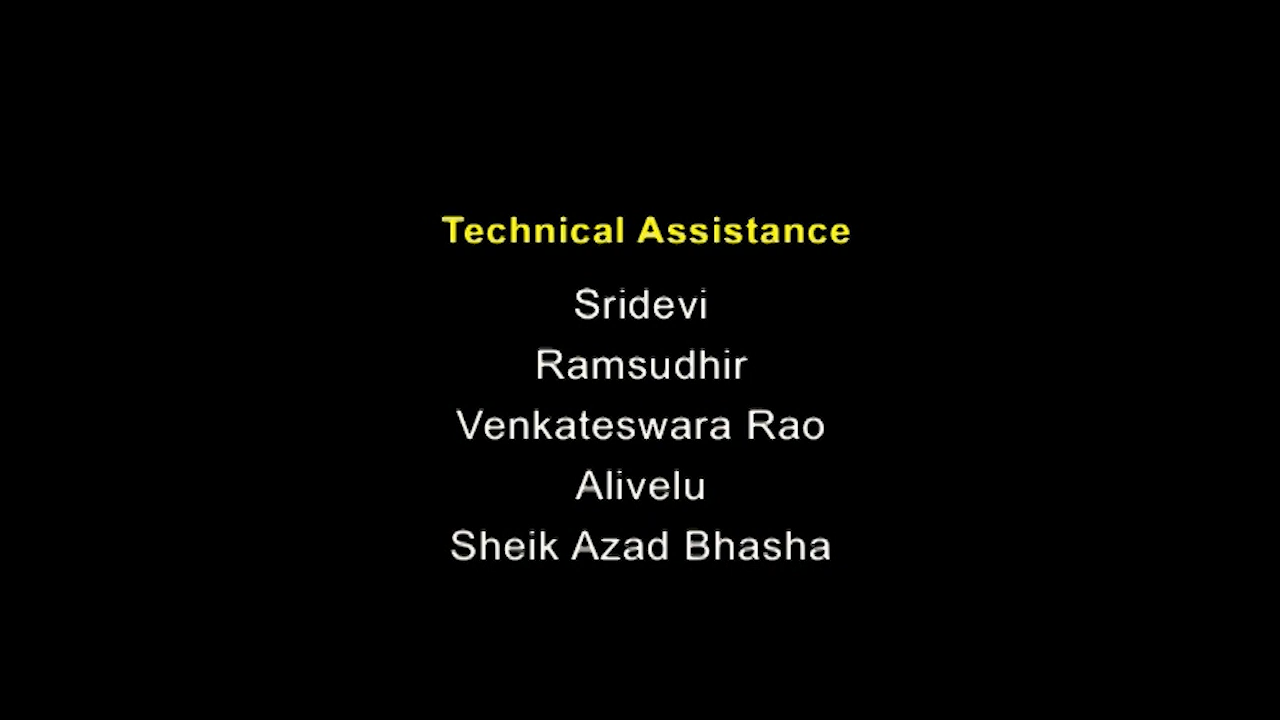 Technical Assistance
Sridevi
Ramsudhir
Venkateswara Rao
Alivelu
Sheik Azad Bhasha